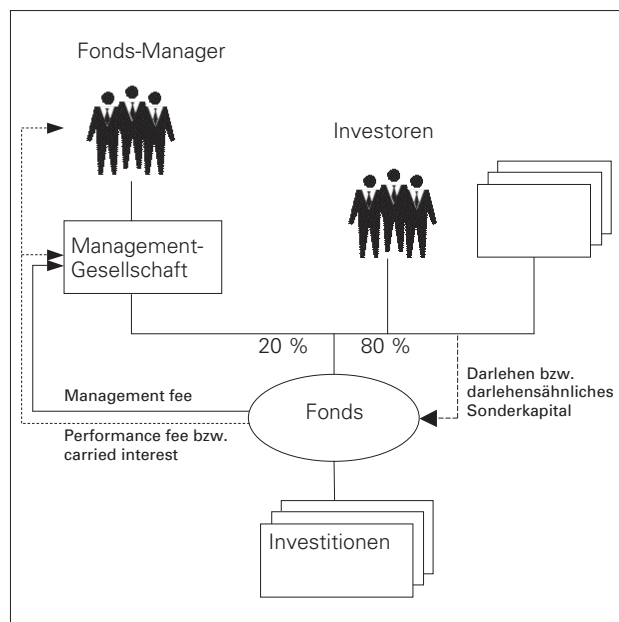 Fonds-Manager
Investoren
Management-
Gesellschaft
20 %
80 %
Darlehen bzw.
darlehensähnliches
Sonderkapital
Management fee
Fonds
Performance fee bzw.
carried interest
Investitionen